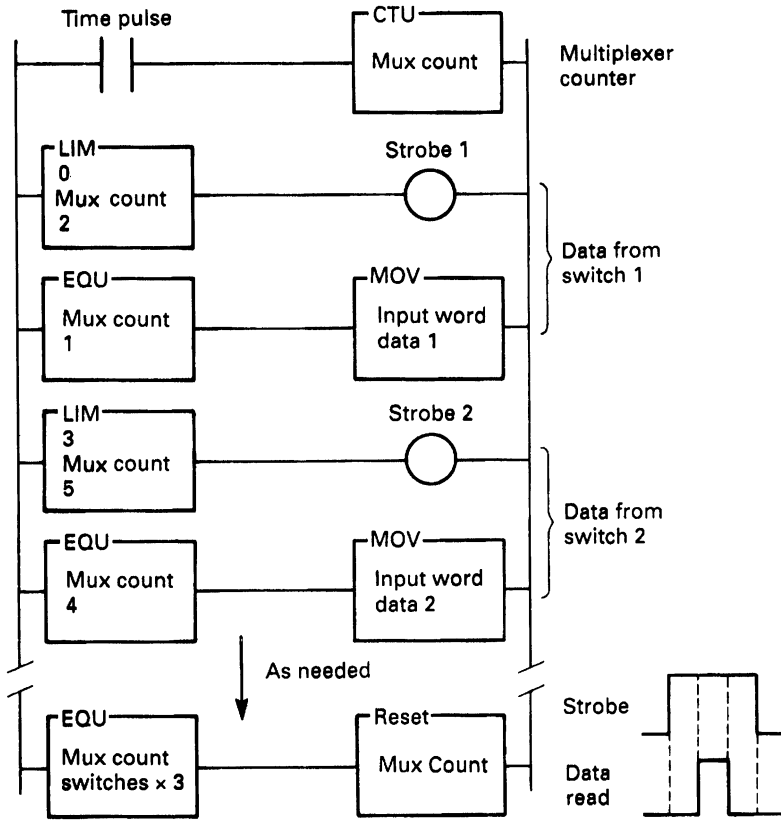 Time pulse
CTU
Mux count
Multiplexer
counter
LIM
0
Mux count
2
Strobe 1
EQU
Mux count
1
MOV
Input word
data 1
Data from
switch 1
LIM
3
Mux count
5
Strobe 2
EQU
Mux count
4
MOV
Input word
data 2
Data from
switch 2
As needed
EQU
Mux count
switches × 3
Reset
Mux Count
Strobe
Data
read